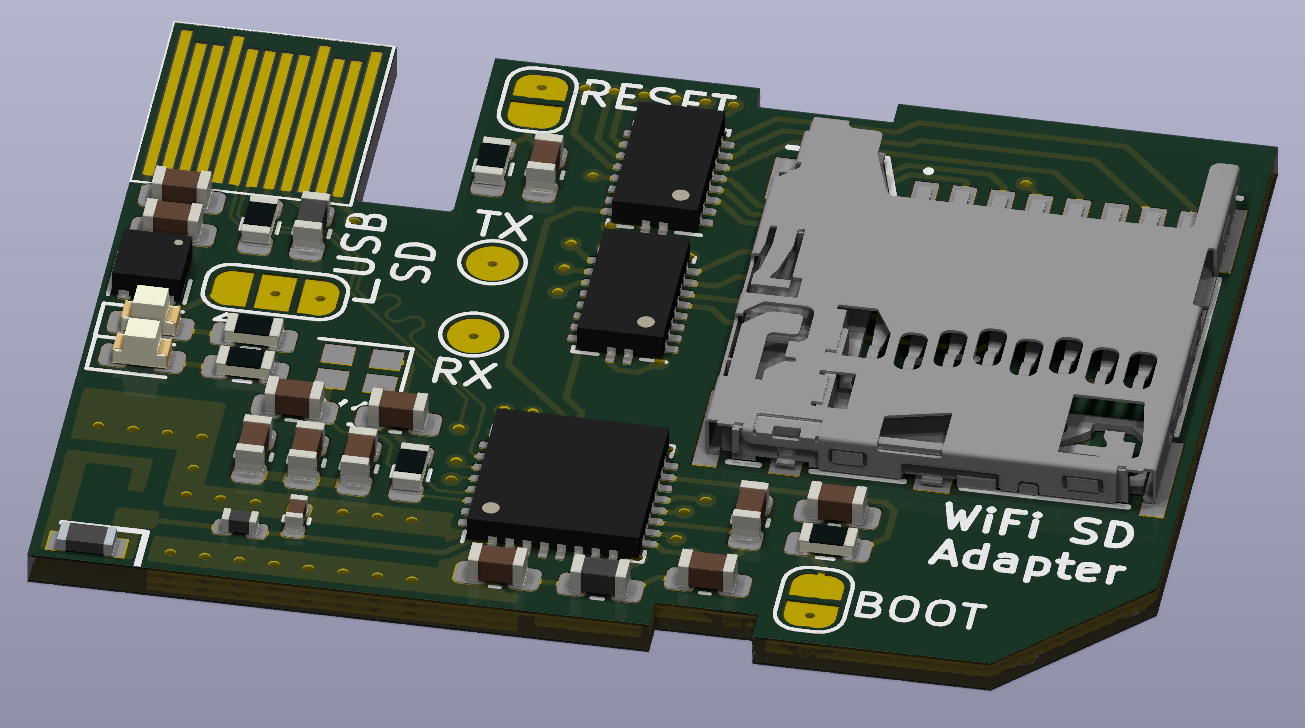 RESET
TX
USB
SD
RX
WiFi SD
Adapter
BOOT